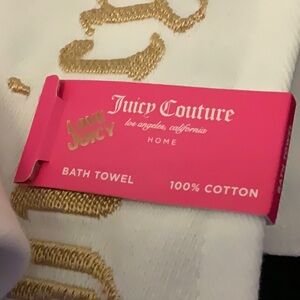 Juicy Couture
los angeles, california
HOME
LOVE
JUICY
BATH TOWEL
100% COTTON